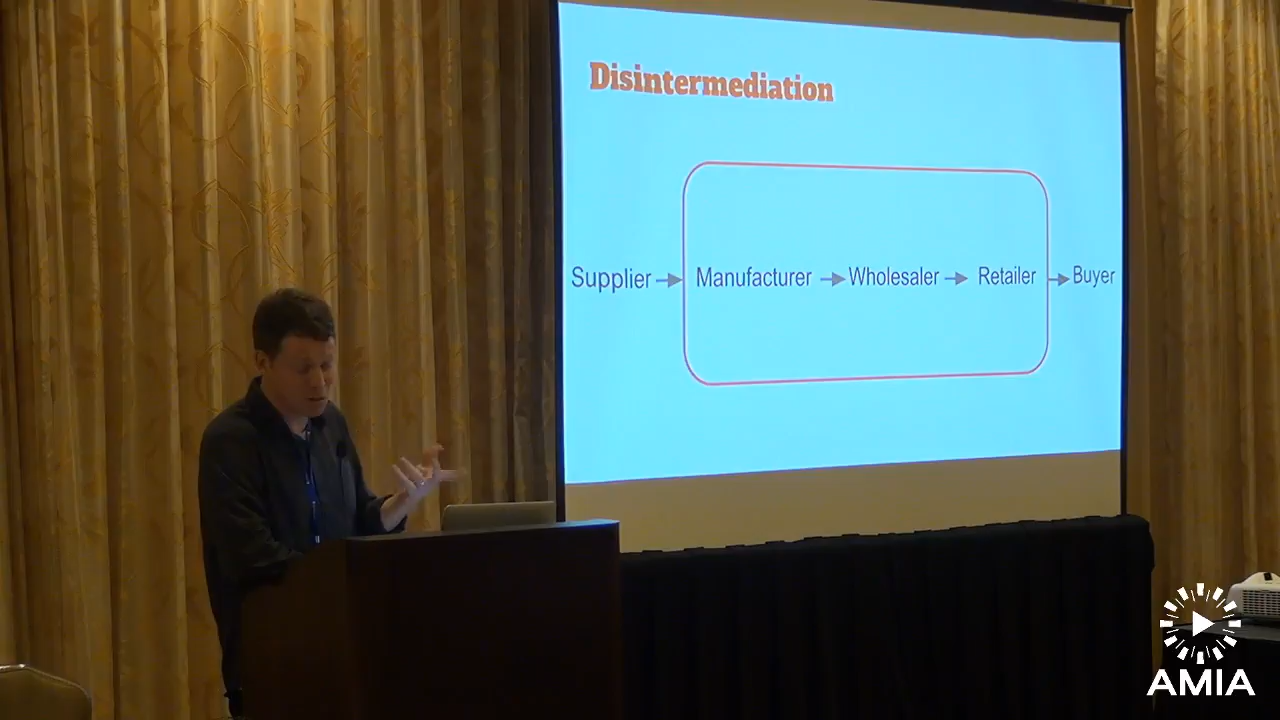 Disintermediation
Supplier Manufacturer Wholesaler Retailer Buyer
AMIA